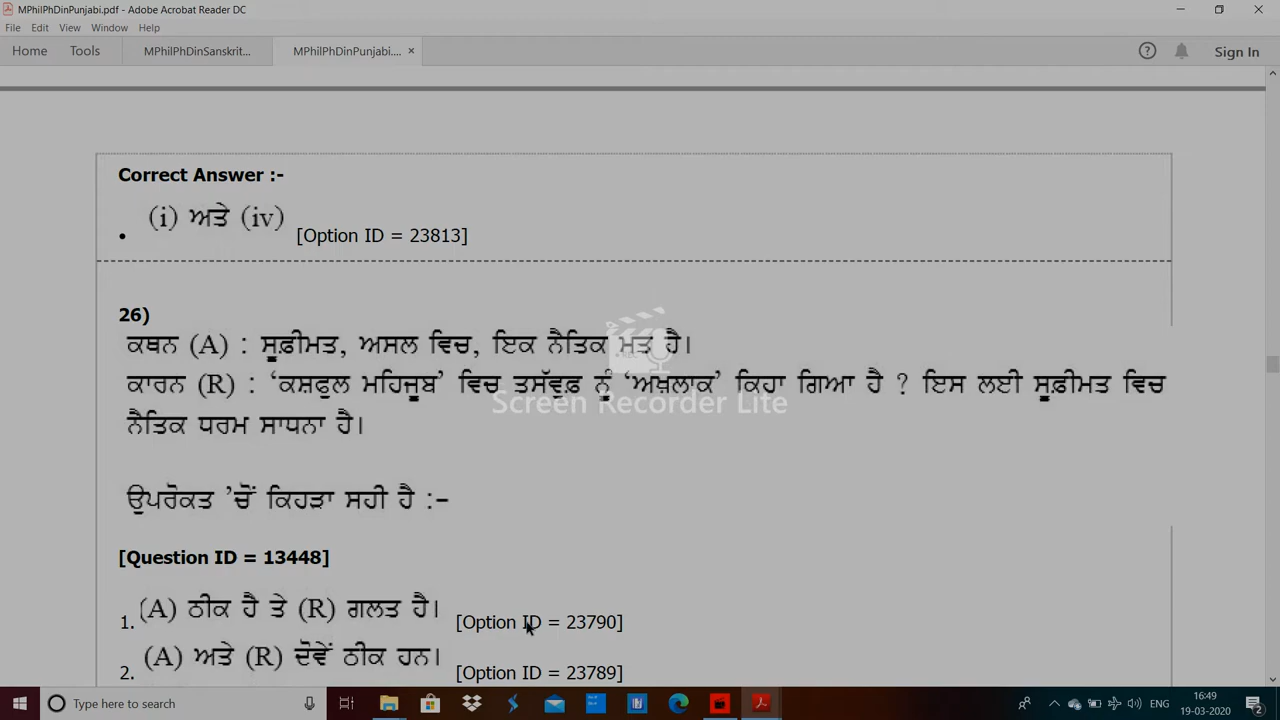 MPhilPhDinPunjabi.pdf - Adobe Acrobat Reader DC
File Edit View Window Help
Home Tools MPhilPhDinSanskrit... MPhilPhDinPunjabi.... × Sign In
Correct Answer :-
• (i) ਅਤੇ (iv) [Option ID = 23813]
26)
ਕਥਨ (A) : ਸੂਫ਼ੀਮਤ, ਅਸਲ ਵਿਚ, ਇਕ ਨੈਤਿਕ ਮਤ ਹੈ।
ਕਾਰਨ (R) : ‘ਕਸ਼ਫੁਲ ਮਹਿਜੂਬ’ ਵਿਚ ਤਸੱਵੁਫ਼ ਨੂੰ ‘ਅਖ਼ਲਾਕ’ ਕਿਹਾ ਗਿਆ ਹੈ ? ਇਸ ਲਈ ਸੂਫ਼ੀਮਤ ਵਿਚ
Screen Recorder Lite
ਨੈਤਿਕ ਧਰਮ ਸਾਧਨਾ ਹੈ।
ਉਪਰੋਕਤ ’ਚੋਂ ਕਿਹੜਾ ਸਹੀ ਹੈ :-
[Question ID = 13448]
1. (A) ਠੀਕ ਹੈ ਤੇ (R) ਗਲਤ ਹੈ। [Option ID = 23790]
2. (A) ਅਤੇ (R) ਦੋਵੇਂ ਠੀਕ ਹਨ। [Option ID = 23789]
Type here to search ENG 16:49
19-03-2020 2